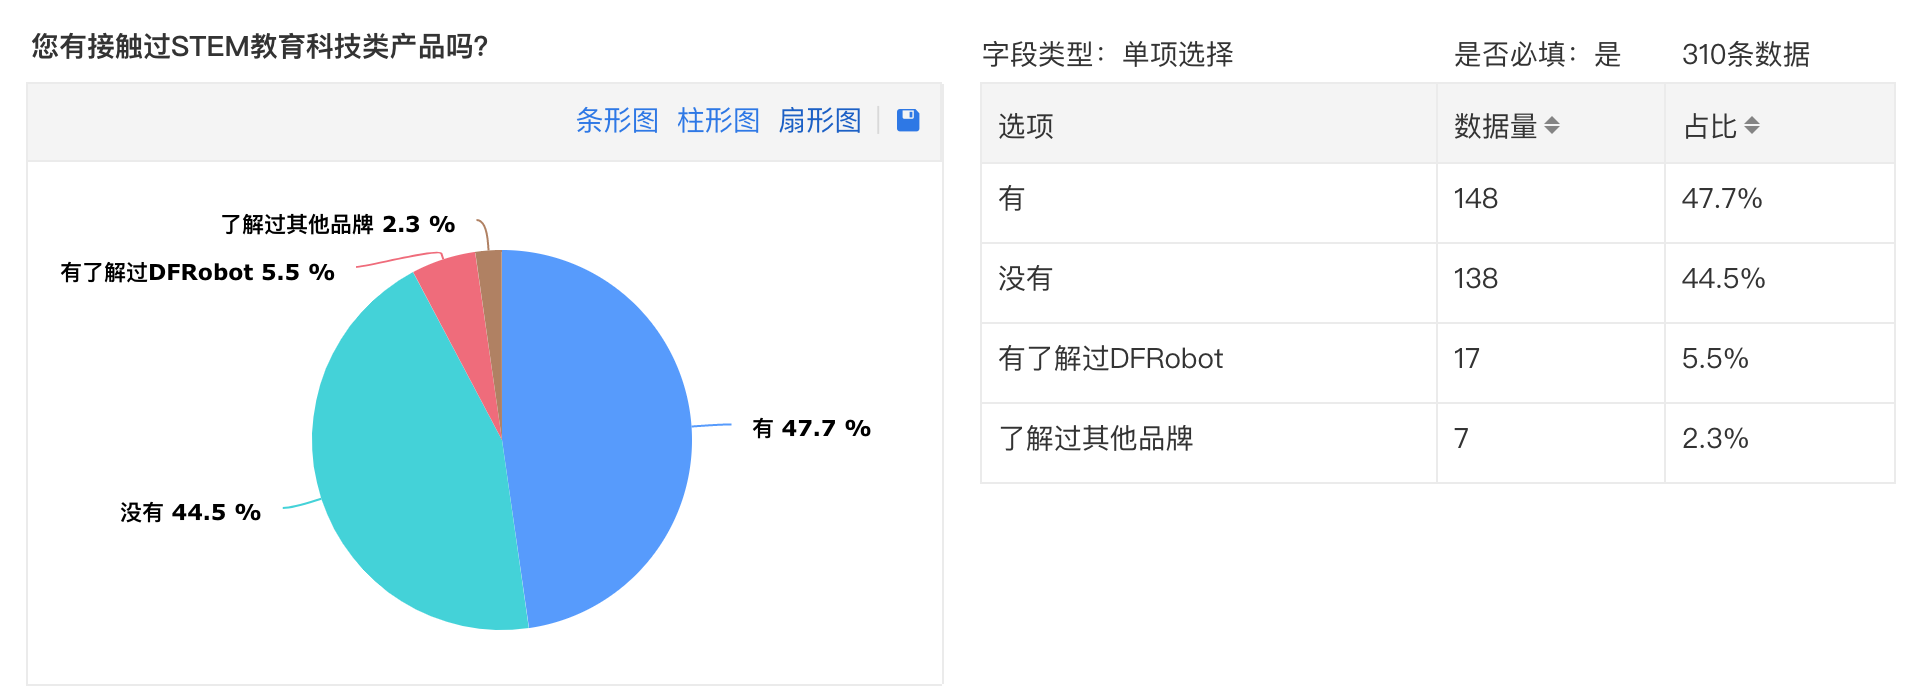 您有接触过STEM教育科技类产品吗?
条形图 柱形图 扇形图
了解过其他品牌 2.3 %
有了解过DFRobot 5.5 %
有 47.7 %
没有 44.5 %
字段类型：单项选择 是否必填：是 310条数据
选项 数据量 占比
有 148 47.7%
没有 138 44.5%
有了解过DFRobot 17 5.5%
了解过其他品牌 7 2.3%